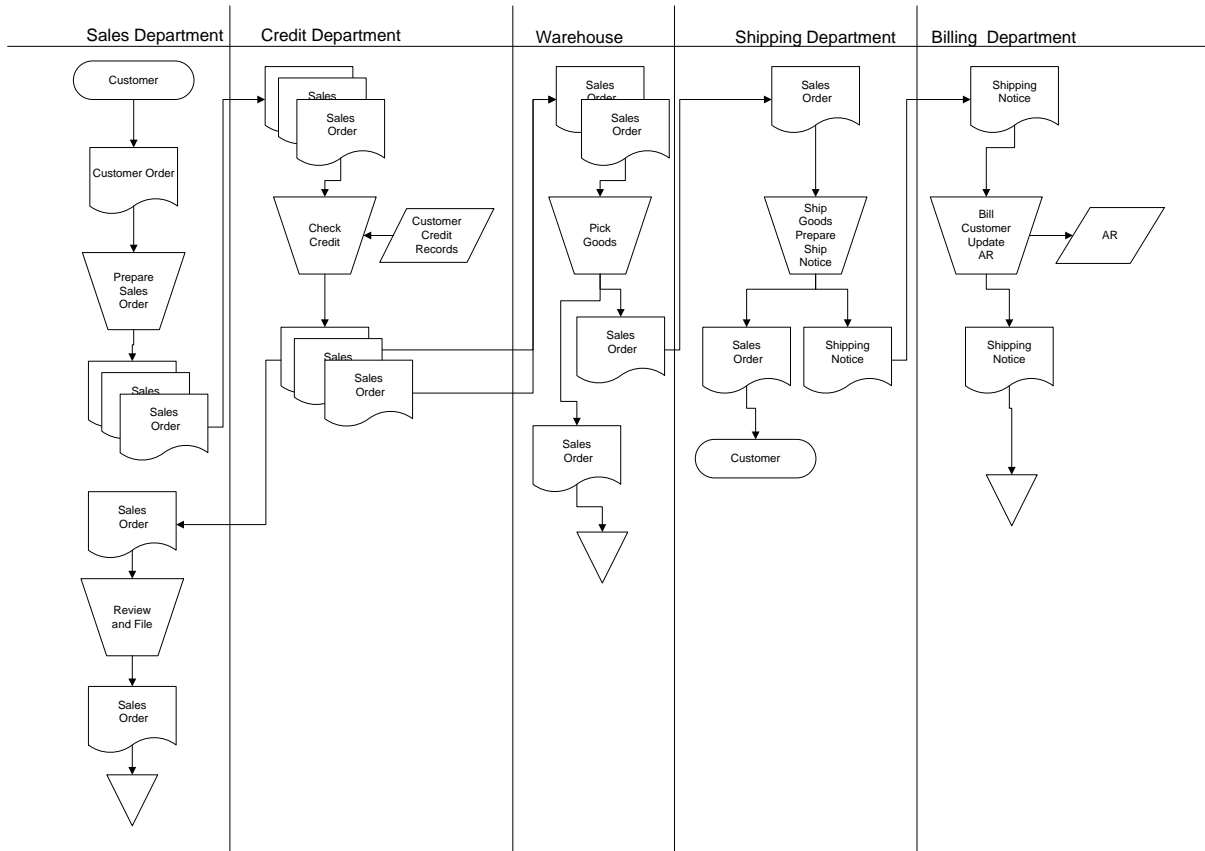 Sales Department
Credit Department
Warehouse
Shipping Department
Billing Department
Customer
Customer Order
Prepare
Sales
Order
Sales
Sales
Order
Sales
Order
Review
and File
Sales
Order
Sales
Sales
Order
Check
Credit
Customer
Credit
Records
Sales
Sales
Order
Sales
Order
Sales
Order
Pick
Goods
Sales
Order
Sales
Order
Sales
Order
Ship
Goods
Prepare
Ship
Notice
Sales
Order
Shipping
Notice
Customer
Shipping
Notice
Bill
Customer
Update
AR
AR
Shipping
Notice